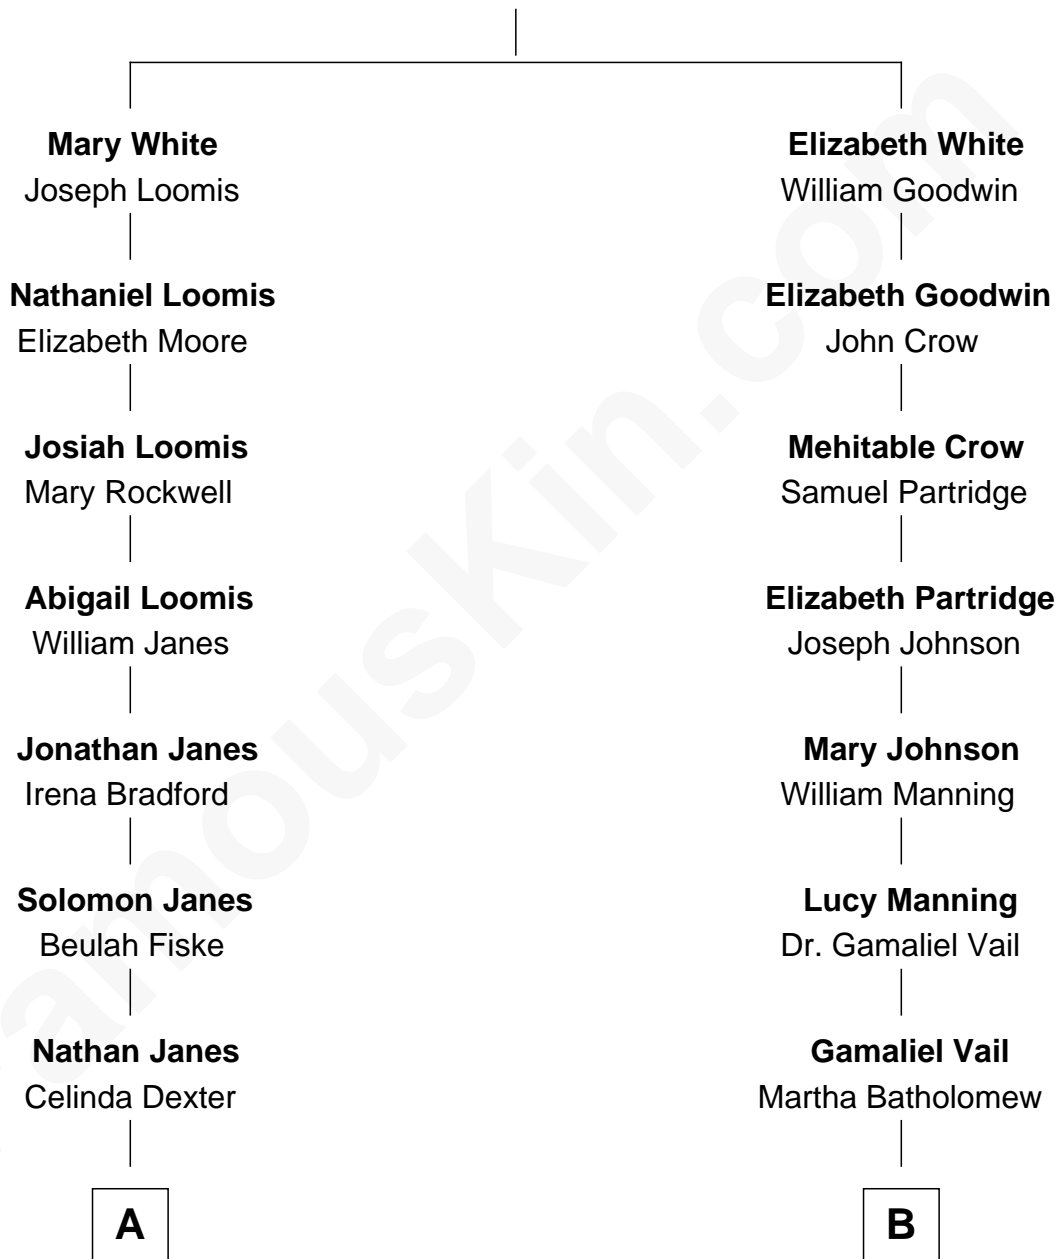 Mary White
Joseph Loomis
Nathaniel Loomis
Elizabeth Moore
Josiah Loomis
Mary Rockwell
Abigail Loomis
William Janes
Jonathan Janes
Irena Bradford
Solomon Janes
Beulah Fiske
Nathan Janes
Celinda Dexter
A
Elizabeth White
William Goodwin
Elizabeth Goodwin
John Crow
Mehitable Crow
Samuel Partridge
Elizabeth Partridge
Joseph Johnson
Mary Johnson
William Manning
Lucy Manning
Dr. Gamaliel Vail
Gamaliel Vail
Martha Batholomew
B
amousKin.com